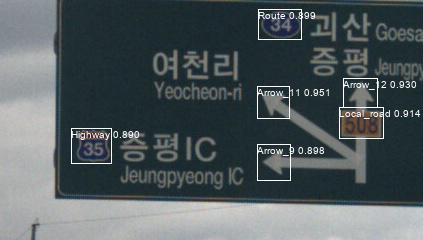 Route 0.899
34 괴산
Goesa
증평
Jeungpy
여천리
Yeocheon-ri
Arrow_11 0.951
Arrow_12 0.930
Local_road 0.914
508
Highway 0.890
35 증평IC
Jeungpyeong IC
Arrow_9 0.898